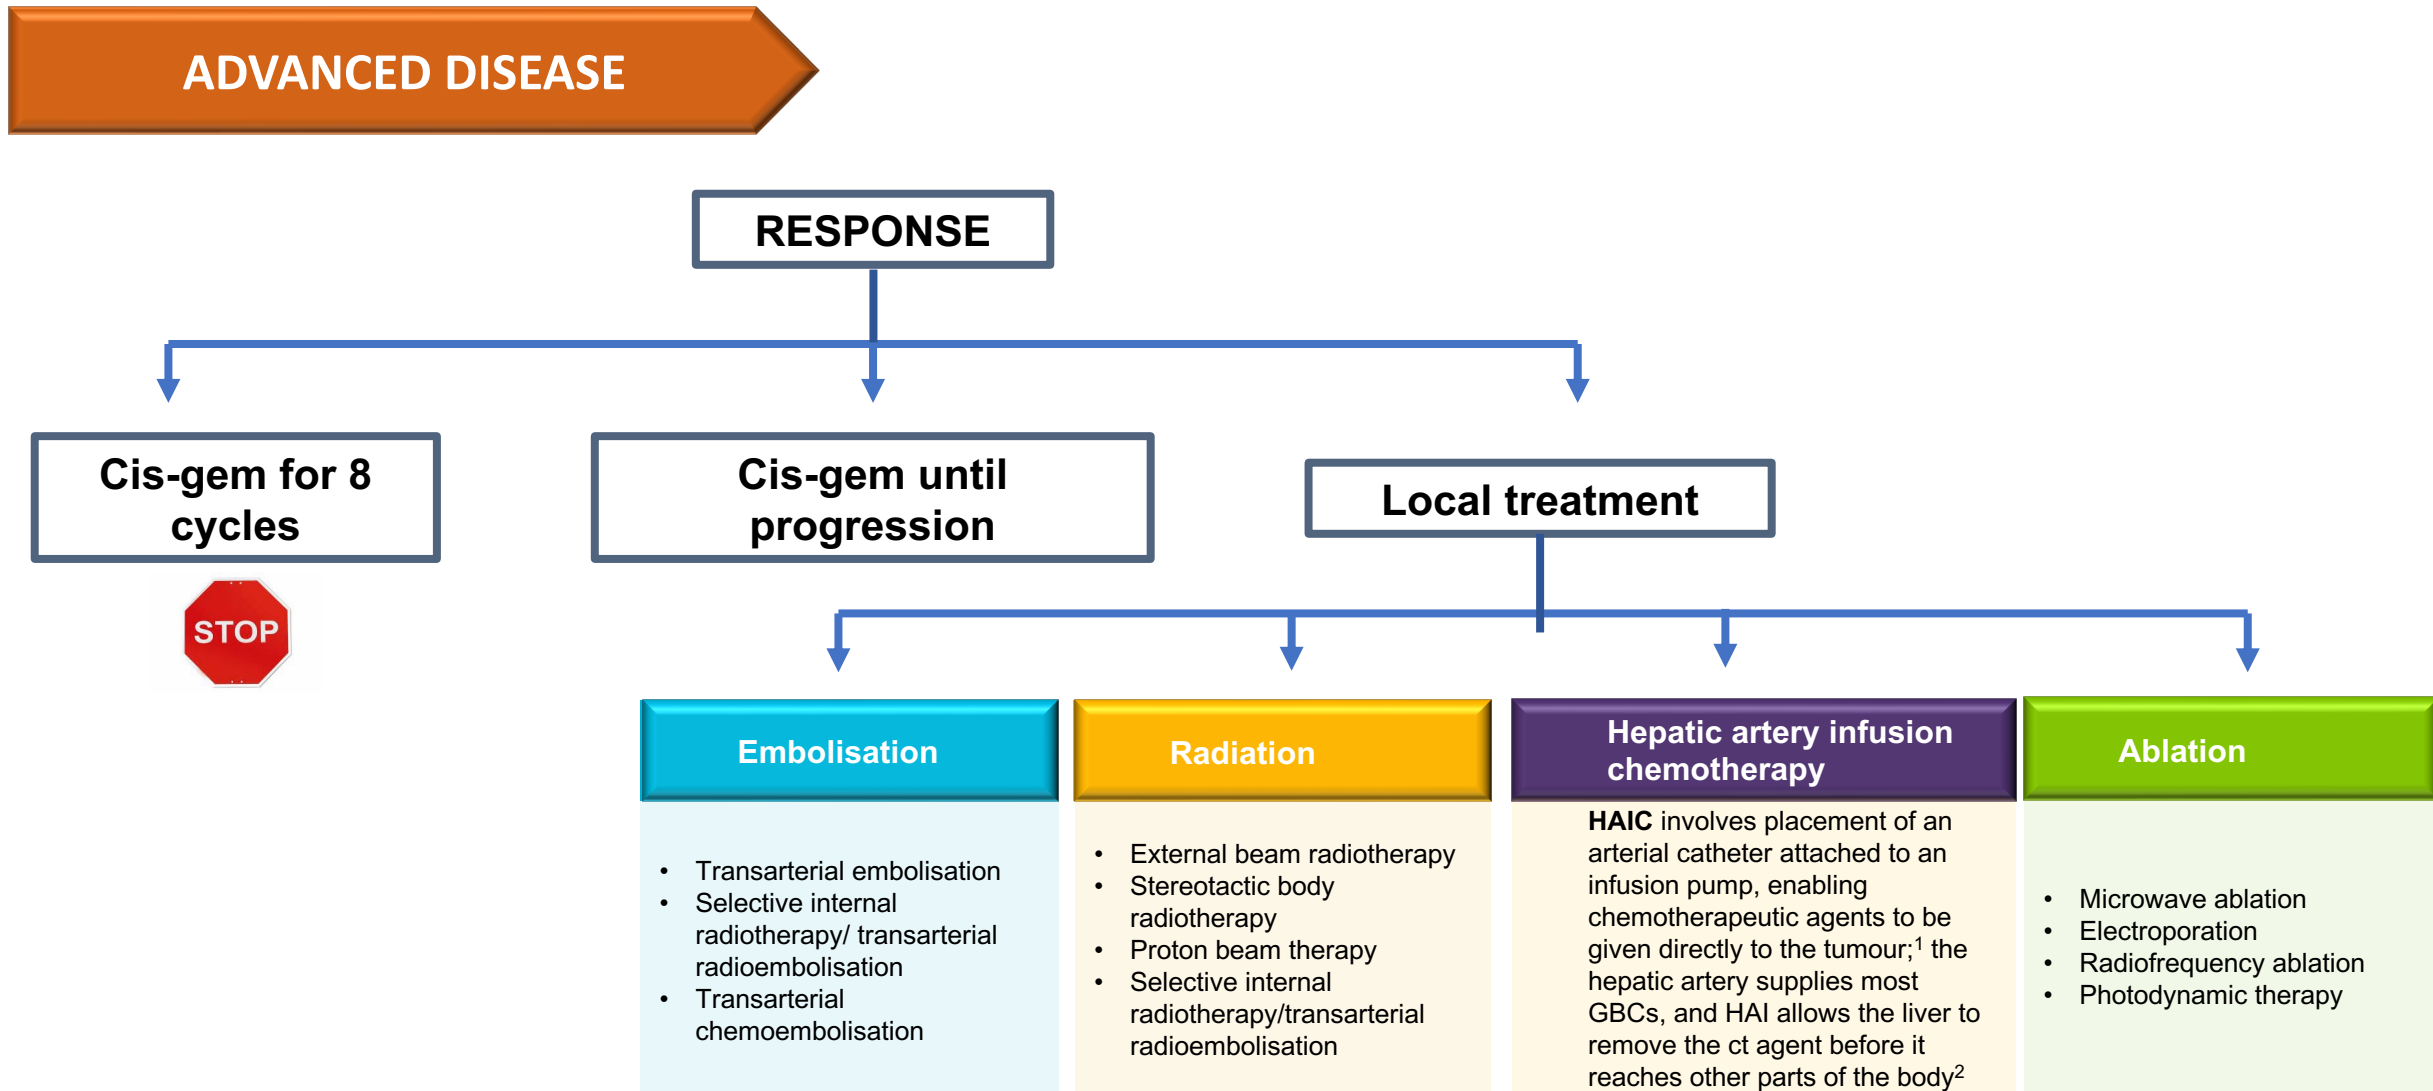 ADVANCED DISEASE
RESPONSE
Cis-gem for 8
cycles
Cis-gem until
progression
Local treatment
STOP
Embolisation
• Transarterial embolisation
• Selective internal
radiotherapy/ transarterial
radioembolisation
• Transarterial
chemoembolisation
Radiation
• External beam radiotherapy
• Stereotactic body
radiotherapy
• Proton beam therapy
• Selective internal
radiotherapy/transarterial
radioembolisation
Hepatic artery infusion
chemotherapy
HAIC involves placement of an
arterial catheter attached to an
infusion pump, enabling
chemotherapeutic agents to be
given directly to the tumour;1 the
hepatic artery supplies most
GBCs, and HAI allows the liver to
remove the ct agent before it
reaches other parts of the body2
Ablation
• Microwave ablation
• Electroporation
• Radiofrequency ablation
• Photodynamic therapy